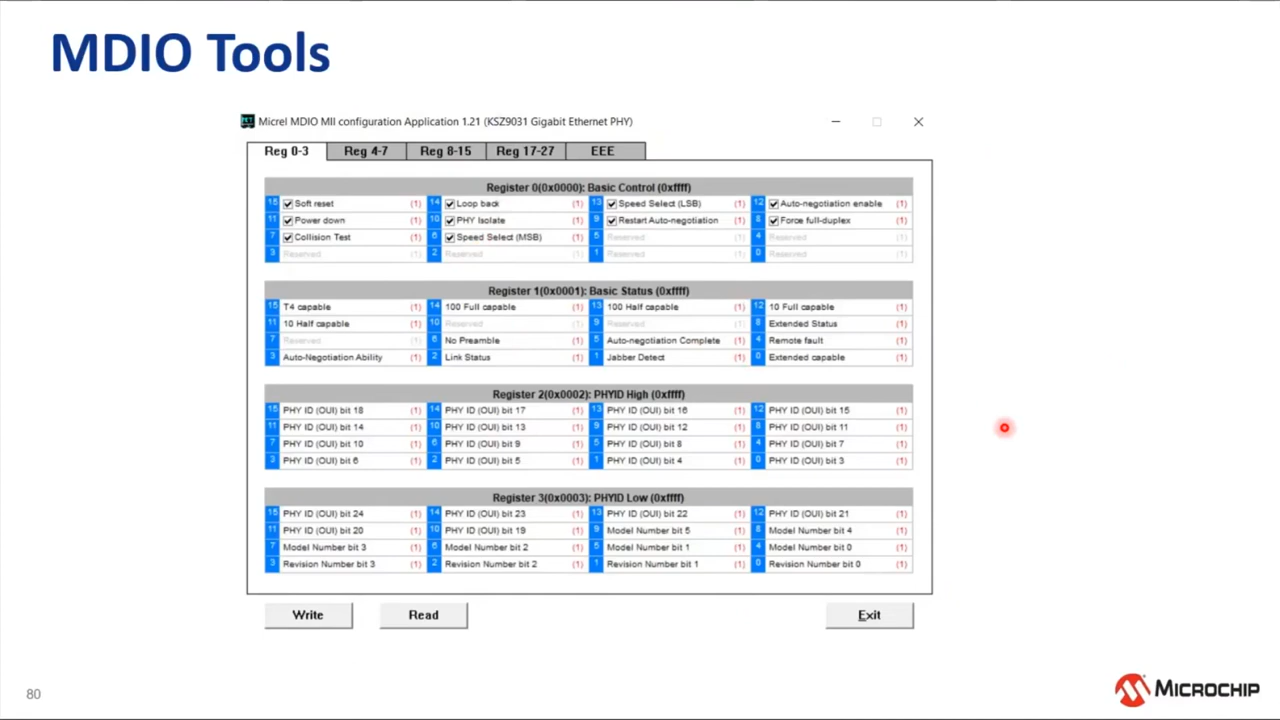 MDIO Tools
Micrel MDIO MII configuration Application 1.21 (KSZ9031 Gigabit Ethernet PHY)
Reg 0-3 Reg 4-7 Reg 8-15 Reg 17-27 EEE
Register 0(0x0000): Basic Control (0xffff)
15 Soft reset (1) 14 Loop back (1) 13 Speed Select (LSB) (1) 12 Auto-negotiation enable (1)
11 Power down (1) 10 PHY Isolate (1) 9 Restart Auto-negotiation (1) 8 Force full-duplex (1)
7 Collision Test (1) 6 Speed Select (MSB) (1) 5 Reserved (1) 4 Reserved (1)
3 Reserved (1) 2 Reserved (1) 1 Reserved (1) 0 Reserved (1)
Register 1(0x0001): Basic Status (0xffff)
15 T4 capable (1) 14 100 Full capable (1) 13 100 Half capable (1) 12 10 Full capable (1)
11 10 Half capable (1) 10 Reserved (1) 9 Reserved (1) 8 Extended Status (1)
7 Reserved (1) 6 No Preamble (1) 5 Auto-negotiation Complete (1) 4 Remote fault (1)
3 Auto-Negotiation Ability (1) 2 Link Status (1) 1 Jabber Detect (1) 0 Extended capable (1)
Register 2(0x0002): PHYID High (0xffff)
15 PHY ID (OUI) bit 18 (1) 14 PHY ID (OUI) bit 17 (1) 13 PHY ID (OUI) bit 16 (1) 12 PHY ID (OUI) bit 15 (1)
11 PHY ID (OUI) bit 14 (1) 10 PHY ID (OUI) bit 13 (1) 9 PHY ID (OUI) bit 12 (1) 8 PHY ID (OUI) bit 11 (1)
7 PHY ID (OUI) bit 10 (1) 6 PHY ID (OUI) bit 9 (1) 5 PHY ID (OUI) bit 8 (1) 4 PHY ID (OUI) bit 7 (1)
3 PHY ID (OUI) bit 6 (1) 2 PHY ID (OUI) bit 5 (1) 1 PHY ID (OUI) bit 4 (1) 0 PHY ID (OUI) bit 3 (1)
Register 3(0x0003): PHYID Low (0xffff)
15 PHY ID (OUI) bit 24 (1) 14 PHY ID (OUI) bit 23 (1) 13 PHY ID (OUI) bit 22 (1) 12 PHY ID (OUI) bit 21 (1)
11 PHY ID (OUI) bit 20 (1) 10 PHY ID (OUI) bit 19 (1) 9 Model Number bit 5 (1) 8 Model Number bit 4 (1)
7 Model Number bit 3 (1) 6 Model Number bit 2 (1) 5 Model Number bit 1 (1) 4 Model Number bit 0 (1)
3 Revision Number bit 3 (1) 2 Revision Number bit 2 (1) 1 Revision Number bit 1 (1) 0 Revision Number bit 0 (1)
Write Read Exit
80
MICROCHIP